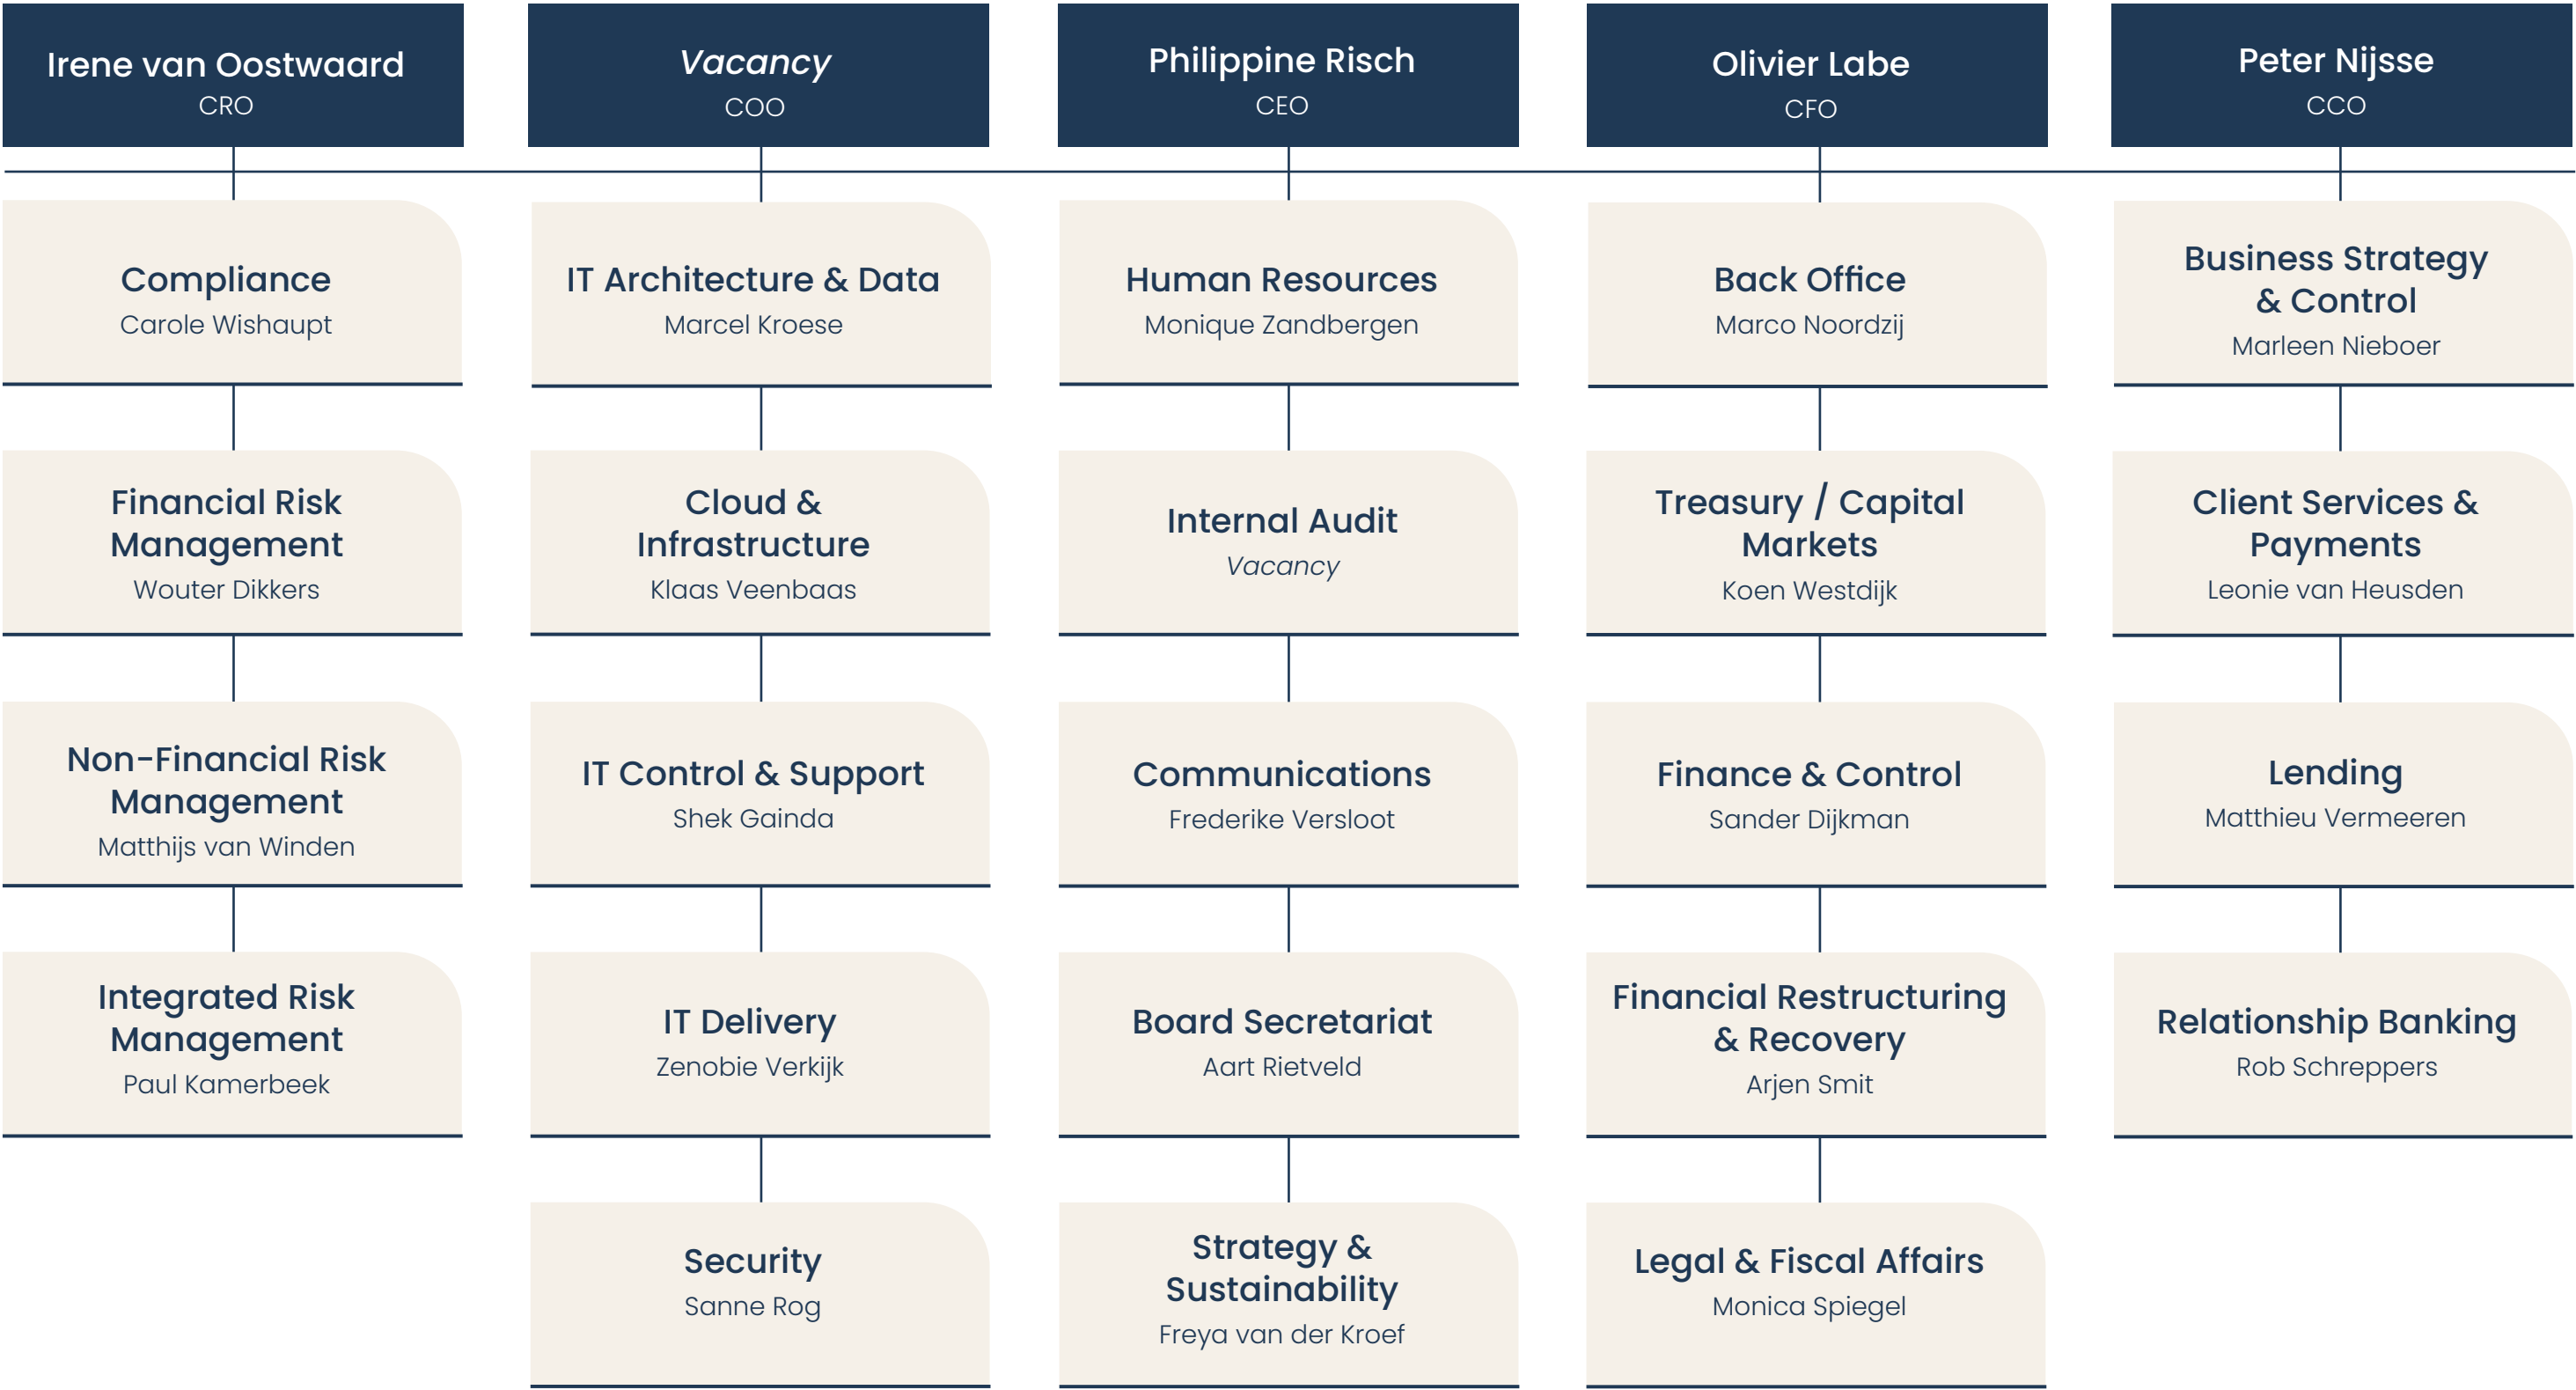 Irene van Oostwaard
CRO
Vacancy
COO
Philippine Risch
CEO
Olivier Labe
CFO
Peter Nijsse
CCO
Compliance
Carole Wishaupt
IT Architecture & Data
Marcel Kroese
Human Resources
Monique Zandbergen
Back Office
Marco Noordzij
Business Strategy
& Control
Marleen Nieboer
Financial Risk
Management
Wouter Dikkers
Cloud &
Infrastructure
Klaas Veenbaas
Internal Audit
Vacancy
Treasury / Capital
Markets
Koen Westdijk
Client Services &
Payments
Leonie van Heusden
Non-Financial Risk
Management
Matthijs van Winden
IT Control & Support
Shek Gainda
Communications
Frederike Versloot
Finance & Control
Sander Dijkman
Lending
Matthieu Vermeeren
Integrated Risk
Management
Paul Kamerbeek
IT Delivery
Zenobie Verkijk
Board Secretariat
Aart Rietveld
Financial Restructuring
& Recovery
Arjen Smit
Relationship Banking
Rob Schreppers
Security
Sanne Rog
Strategy &
Sustainability
Freya van der Kroef
Legal & Fiscal Affairs
Monica Spiegel